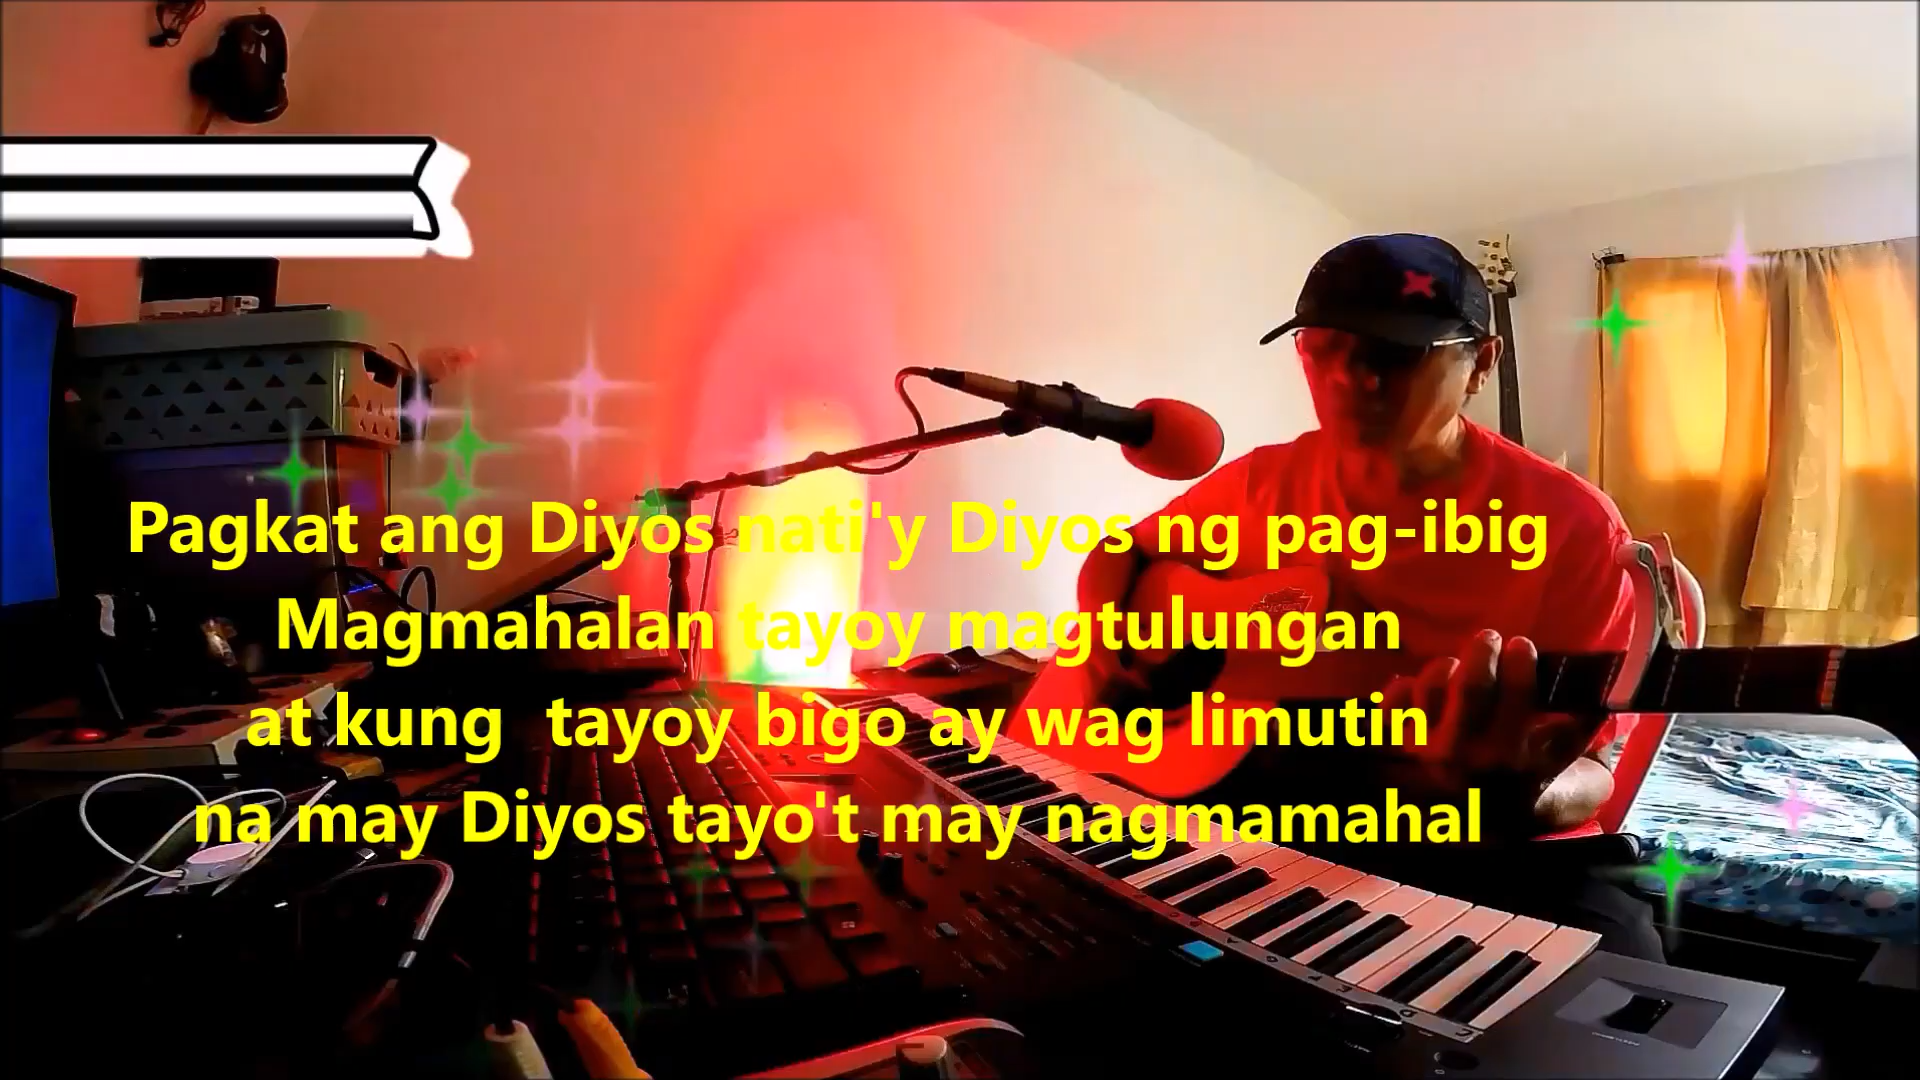 Pagkat ang Diyos nati'y Diyos ng pag-ibig
Magmahalan tayoy magtulungan
at kung  tayoy bigo ay wag limutin
na may Diyos tayo't may nagmamahal